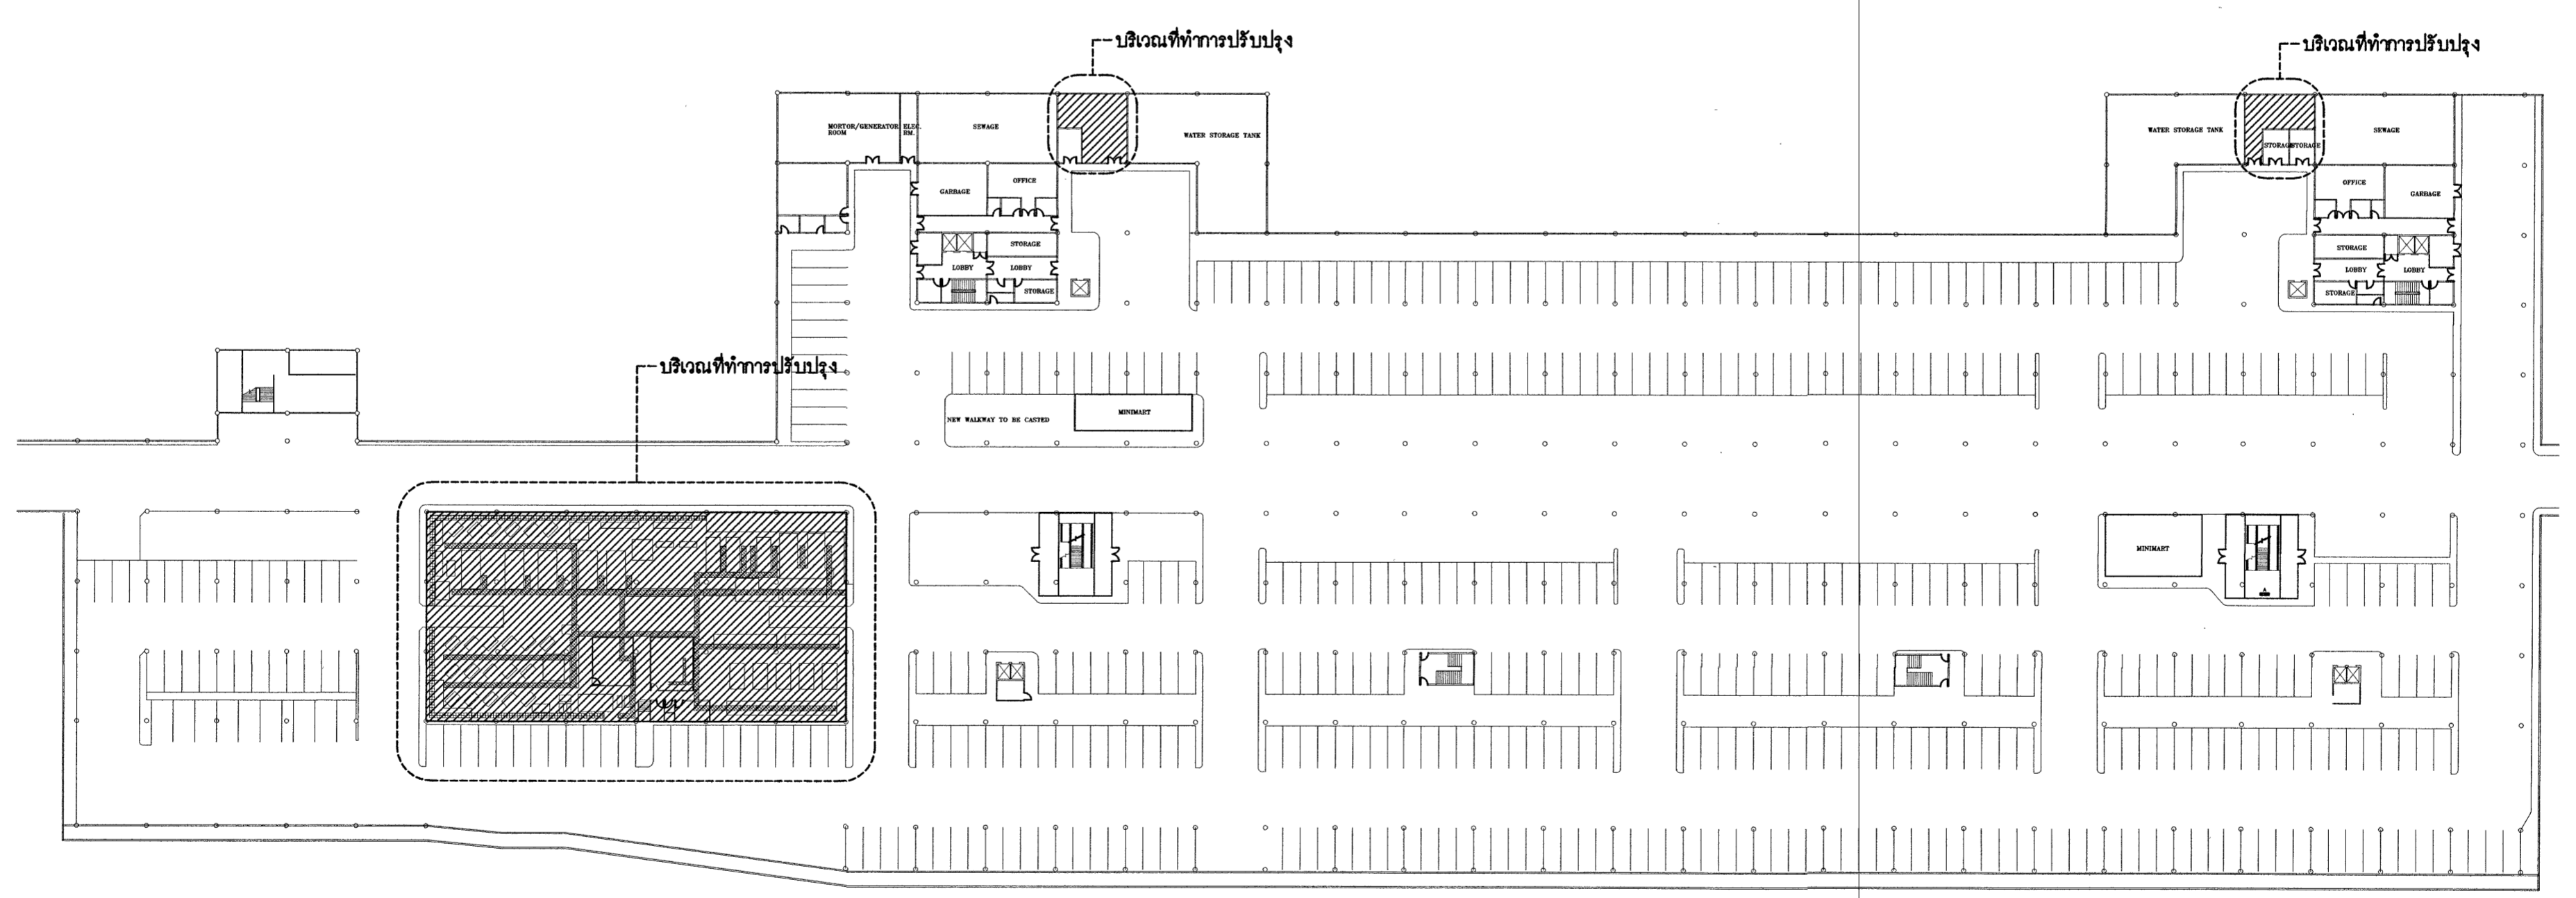 บริเวณที่ทำการปรับปรุง
บริเวณที่ทำการปรับปรุง
MORTOR/GENERATOR
ROOM
ELEC.
RM.
SEWAGE
WATER STORAGE TANK
WATER STORAGE TANK
SEWAGE
STORAGE
STORAGE
GARBAGE
OFFICE
OFFICE
GARBAGE
STORAGE
STORAGE
LOBBY
LOBBY
LOBBY
LOBBY
STORAGE
STORAGE
บริเวณที่ทำการปรับปรุง
NEW WALKWAY TO BE CASTED
MINIMART
MINIMART